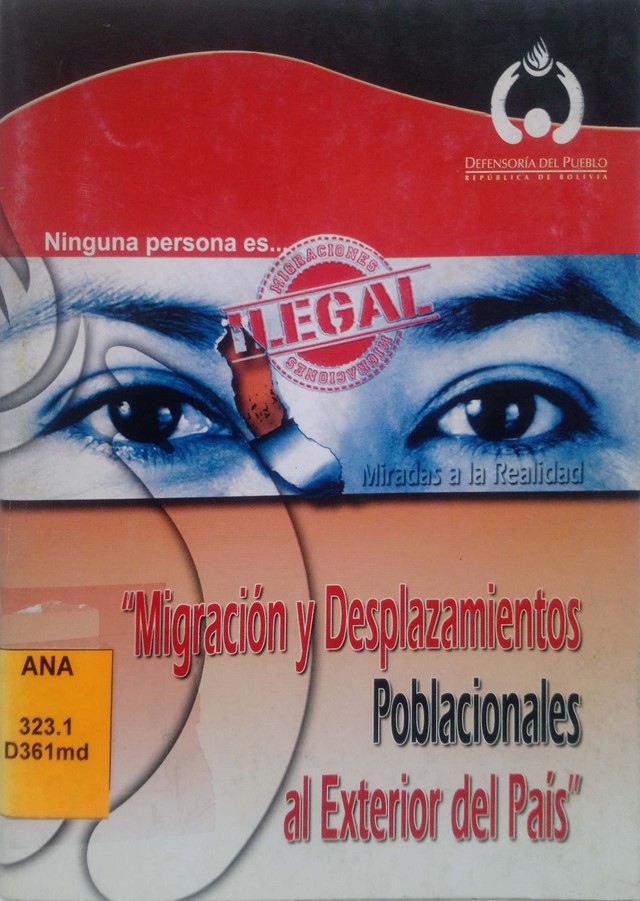 DEFENSORÍA DEL PUEBLO
REPÚBLICA DE BOLIVIA
Ninguna persona es...
MIGRACIONES
ILEGAL
MIGRACIONES
Miradas a la Realidad
"Migración y Desplazamientos
Poblacionales
al Exterior del País"
ANA
323.1
D361md